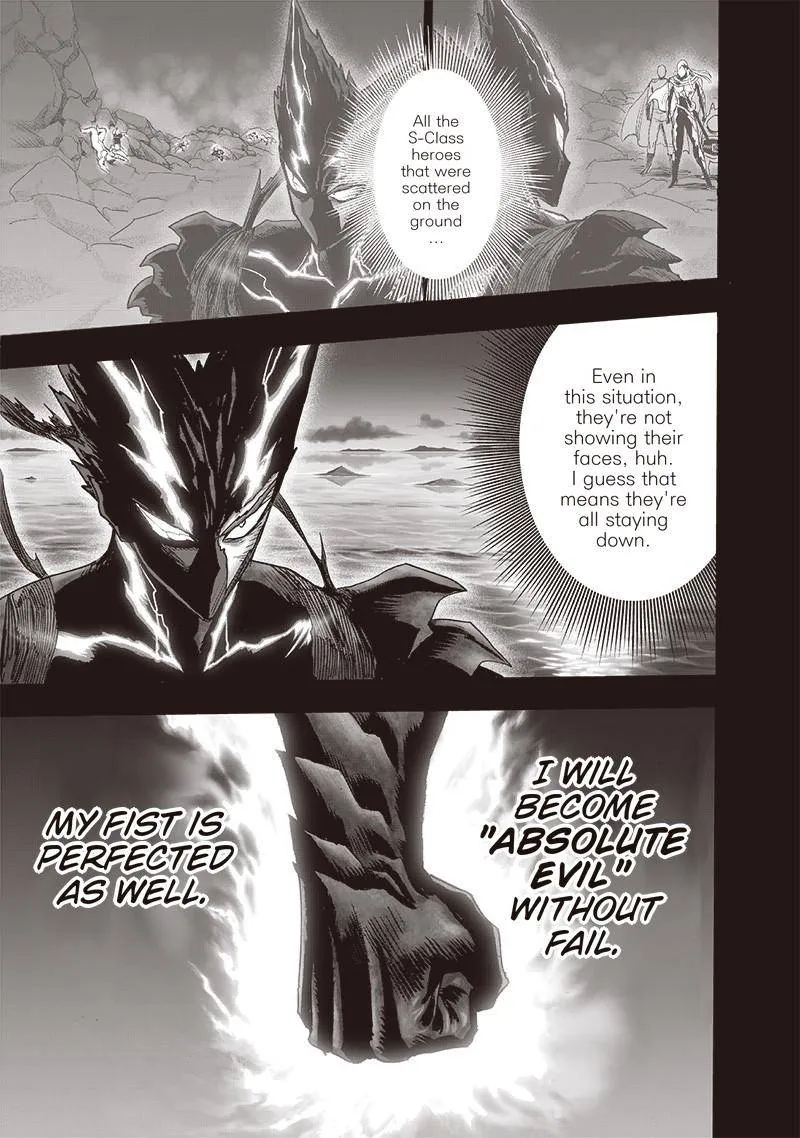 All the
S-Class
heroes
that were
scattered
on the
ground
...
Even in
this situation,
they're not
showing their
faces, huh.
I guess that
means they're
all staying
down.
I WILL
BECOME
"ABSOLUTE
EVIL"
WITHOUT
FAIL.
MY FIST IS
PERFECTED
AS WELL.